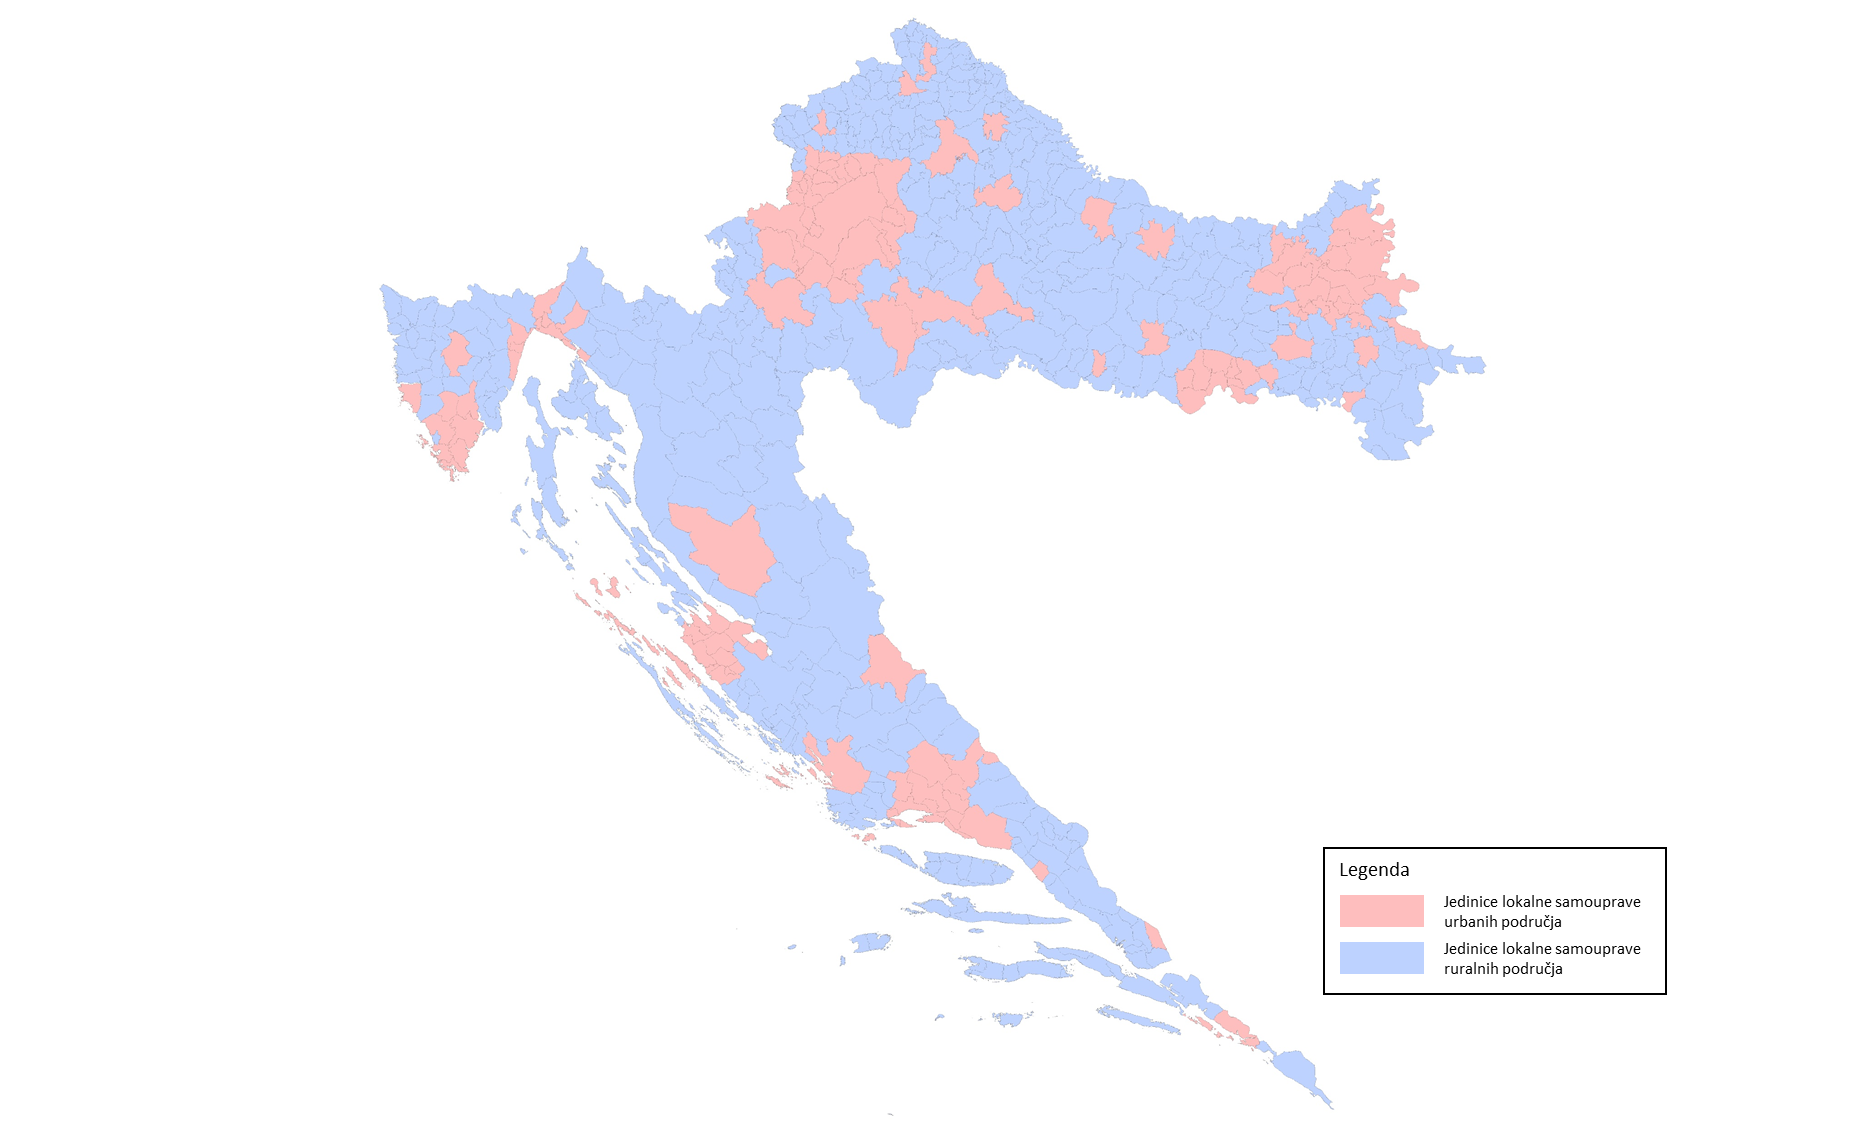 Legenda
Jedinice lokalne samouprave
urbanih područja
Jedinice lokalne samouprave
ruralnih područja